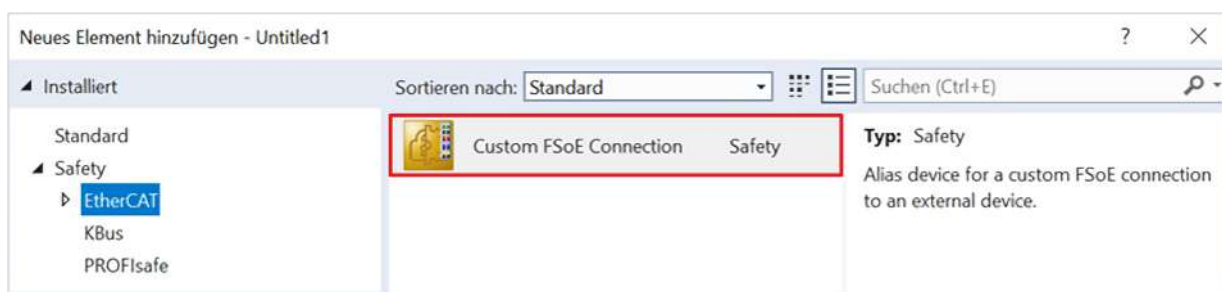 Neues Element hinzufügen - Untitled1
?
Installiert
Sortieren nach: Standard
Suchen (Ctrl+E)
Standard
Safety
EtherCAT
KBus
PROFIsafe
Custom FSoE Connection Safety
Typ: Safety
Alias device for a custom FSoE connection
to an external device.